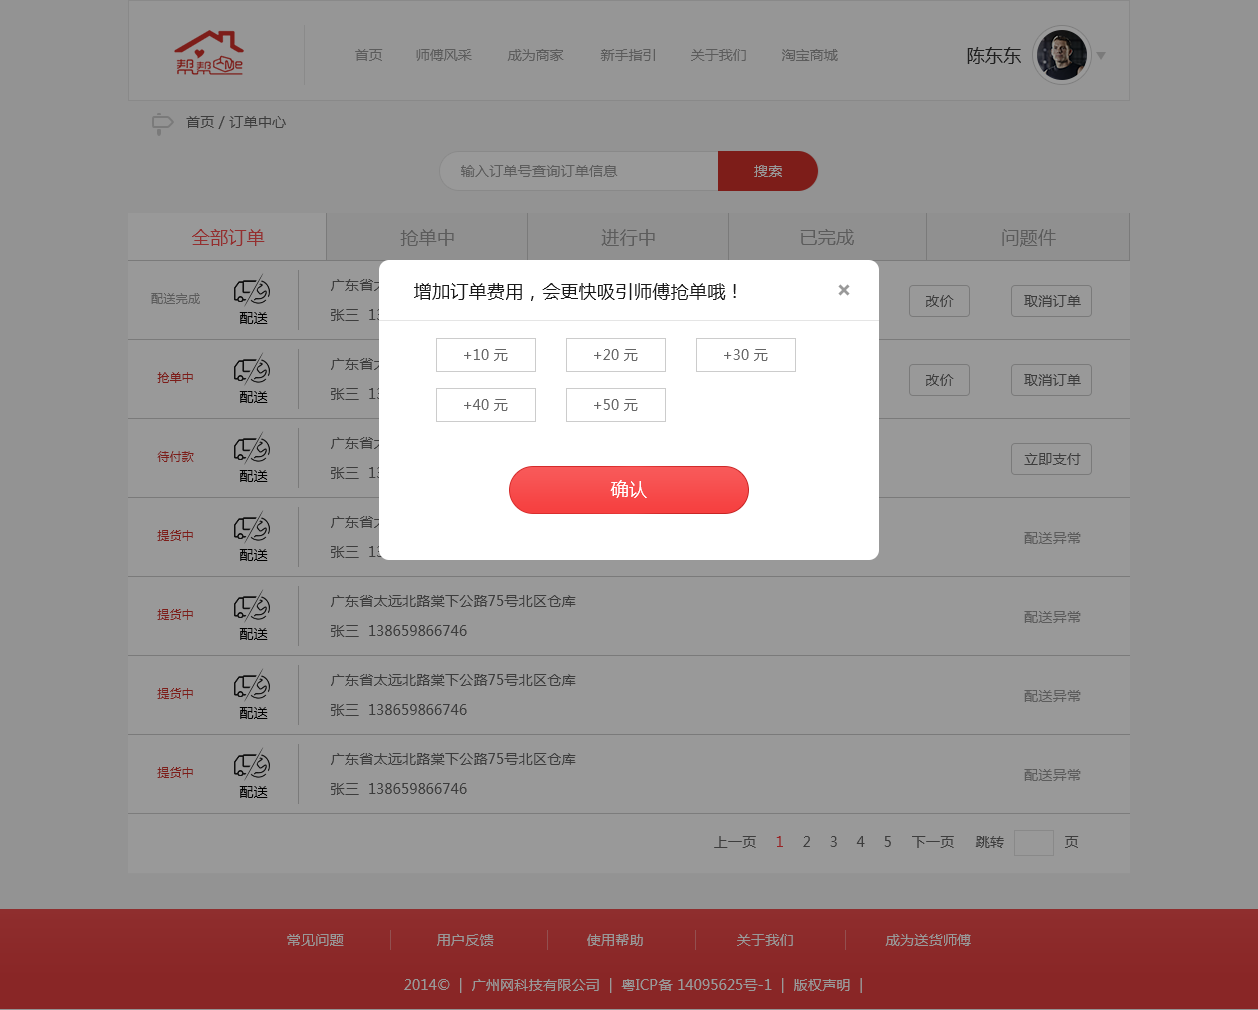 帮帮Me
首页 师傅风采 成为商家 新手指引 关于我们 淘宝商城 陈东东
首页 / 订单中心
输入订单号查询订单信息 搜索
全部订单 抢单中 进行中 已完成 问题件
增加订单费用，会更快吸引师傅抢单哦！ ×
+10 元 +20 元 +30 元
+40 元 +50 元
确认
配送完成 配送 广东省
张三 13
改价 取消订单
抢单中 配送 广东省
张三 13
改价 取消订单
待付款 配送 广东省
张三 13
立即支付
提货中 配送 广东省
张三 13
配送异常
提货中 配送 广东省太远北路棠下公路75号北区仓库
张三 138659866746
配送异常
提货中 配送 广东省太远北路棠下公路75号北区仓库
张三 138659866746
配送异常
提货中 配送 广东省太远北路棠下公路75号北区仓库
张三 138659866746
配送异常
上一页 1 2 3 4 5 下一页 跳转 页
常见问题 用户反馈 使用帮助 关于我们 成为送货师傅
2014© | 广州网科技有限公司 | 粤ICP备 14095625号-1 | 版权声明 |